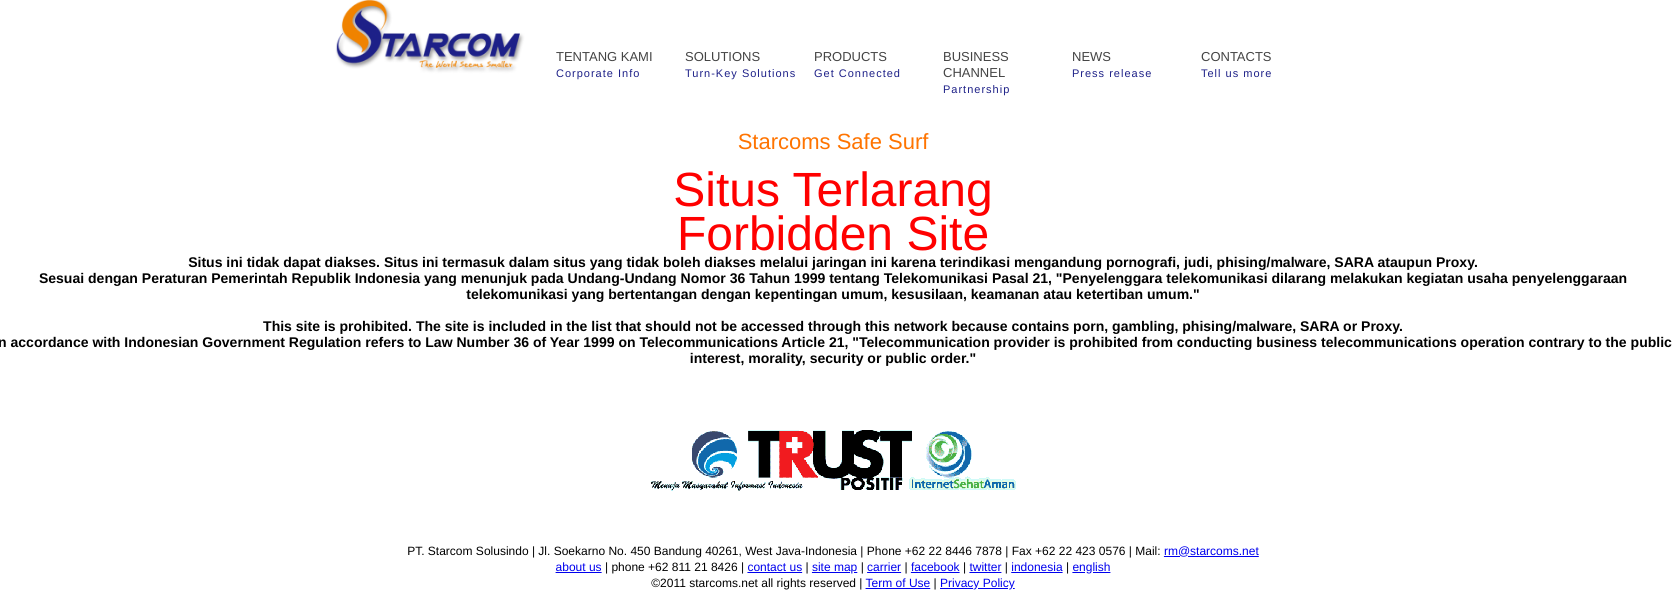 STARCOM
The World Seems Smaller
TENTANG KAMI
Corporate Info
SOLUTIONS
Turn-Key Solutions
PRODUCTS
Get Connected
BUSINESS
CHANNEL
Partnership
NEWS
Press release
CONTACTS
Tell us more
Starcoms Safe Surf
Situs Terlarang
Forbidden Site
Situs ini tidak dapat diakses. Situs ini termasuk dalam situs yang tidak boleh diakses melalui jaringan ini karena terindikasi mengandung pornografi, judi, phising/malware, SARA ataupun Proxy.
Sesuai dengan Peraturan Pemerintah Republik Indonesia yang menunjuk pada Undang-Undang Nomor 36 Tahun 1999 tentang Telekomunikasi Pasal 21, "Penyelenggara telekomunikasi dilarang melakukan kegiatan usaha penyelenggaraan
telekomunikasi yang bertentangan dengan kepentingan umum, kesusilaan, keamanan atau ketertiban umum."
This site is prohibited. The site is included in the list that should not be accessed through this network because contains porn, gambling, phising/malware, SARA or Proxy.
n accordance with Indonesian Government Regulation refers to Law Number 36 of Year 1999 on Telecommunications Article 21, "Telecommunication provider is prohibited from conducting business telecommunications operation contrary to the public
interest, morality, security or public order."
TRUST
POSITIF
Menuju Masyarakat Informasi Indonesia
InternetSehatAman
PT. Starcom Solusindo | Jl. Soekarno No. 450 Bandung 40261, West Java-Indonesia | Phone +62 22 8446 7878 | Fax +62 22 423 0576 | Mail: rm@starcoms.net
about us | phone +62 811 21 8426 | contact us | site map | carrier | facebook | twitter | indonesia | english
©2011 starcoms.net all rights reserved | Term of Use | Privacy Policy